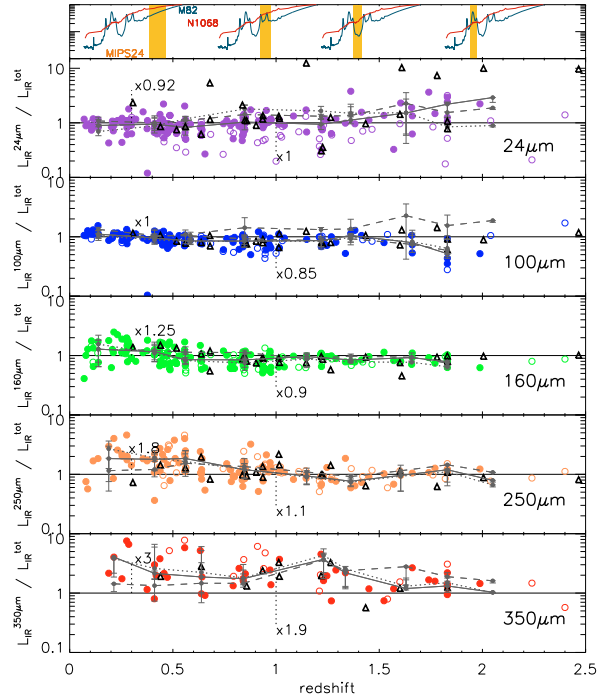 M82
N1068
MIPS24
L_IR^24μm / L_IR^tot
10
1
0.1
x0.92
x1
24μm
L_IR^100μm / L_IR^tot
10
1
0.1
x1
x0.85
100μm
L_IR^160μm / L_IR^tot
10
1
0.1
x1.25
x0.9
160μm
L_IR^250μm / L_IR^tot
10
1
0.1
x1.8
x1.1
250μm
L_IR^350μm / L_IR^tot
10
1
0.1
x3
x1.9
350μm
0 0.5 1 1.5 2 2.5
redshift